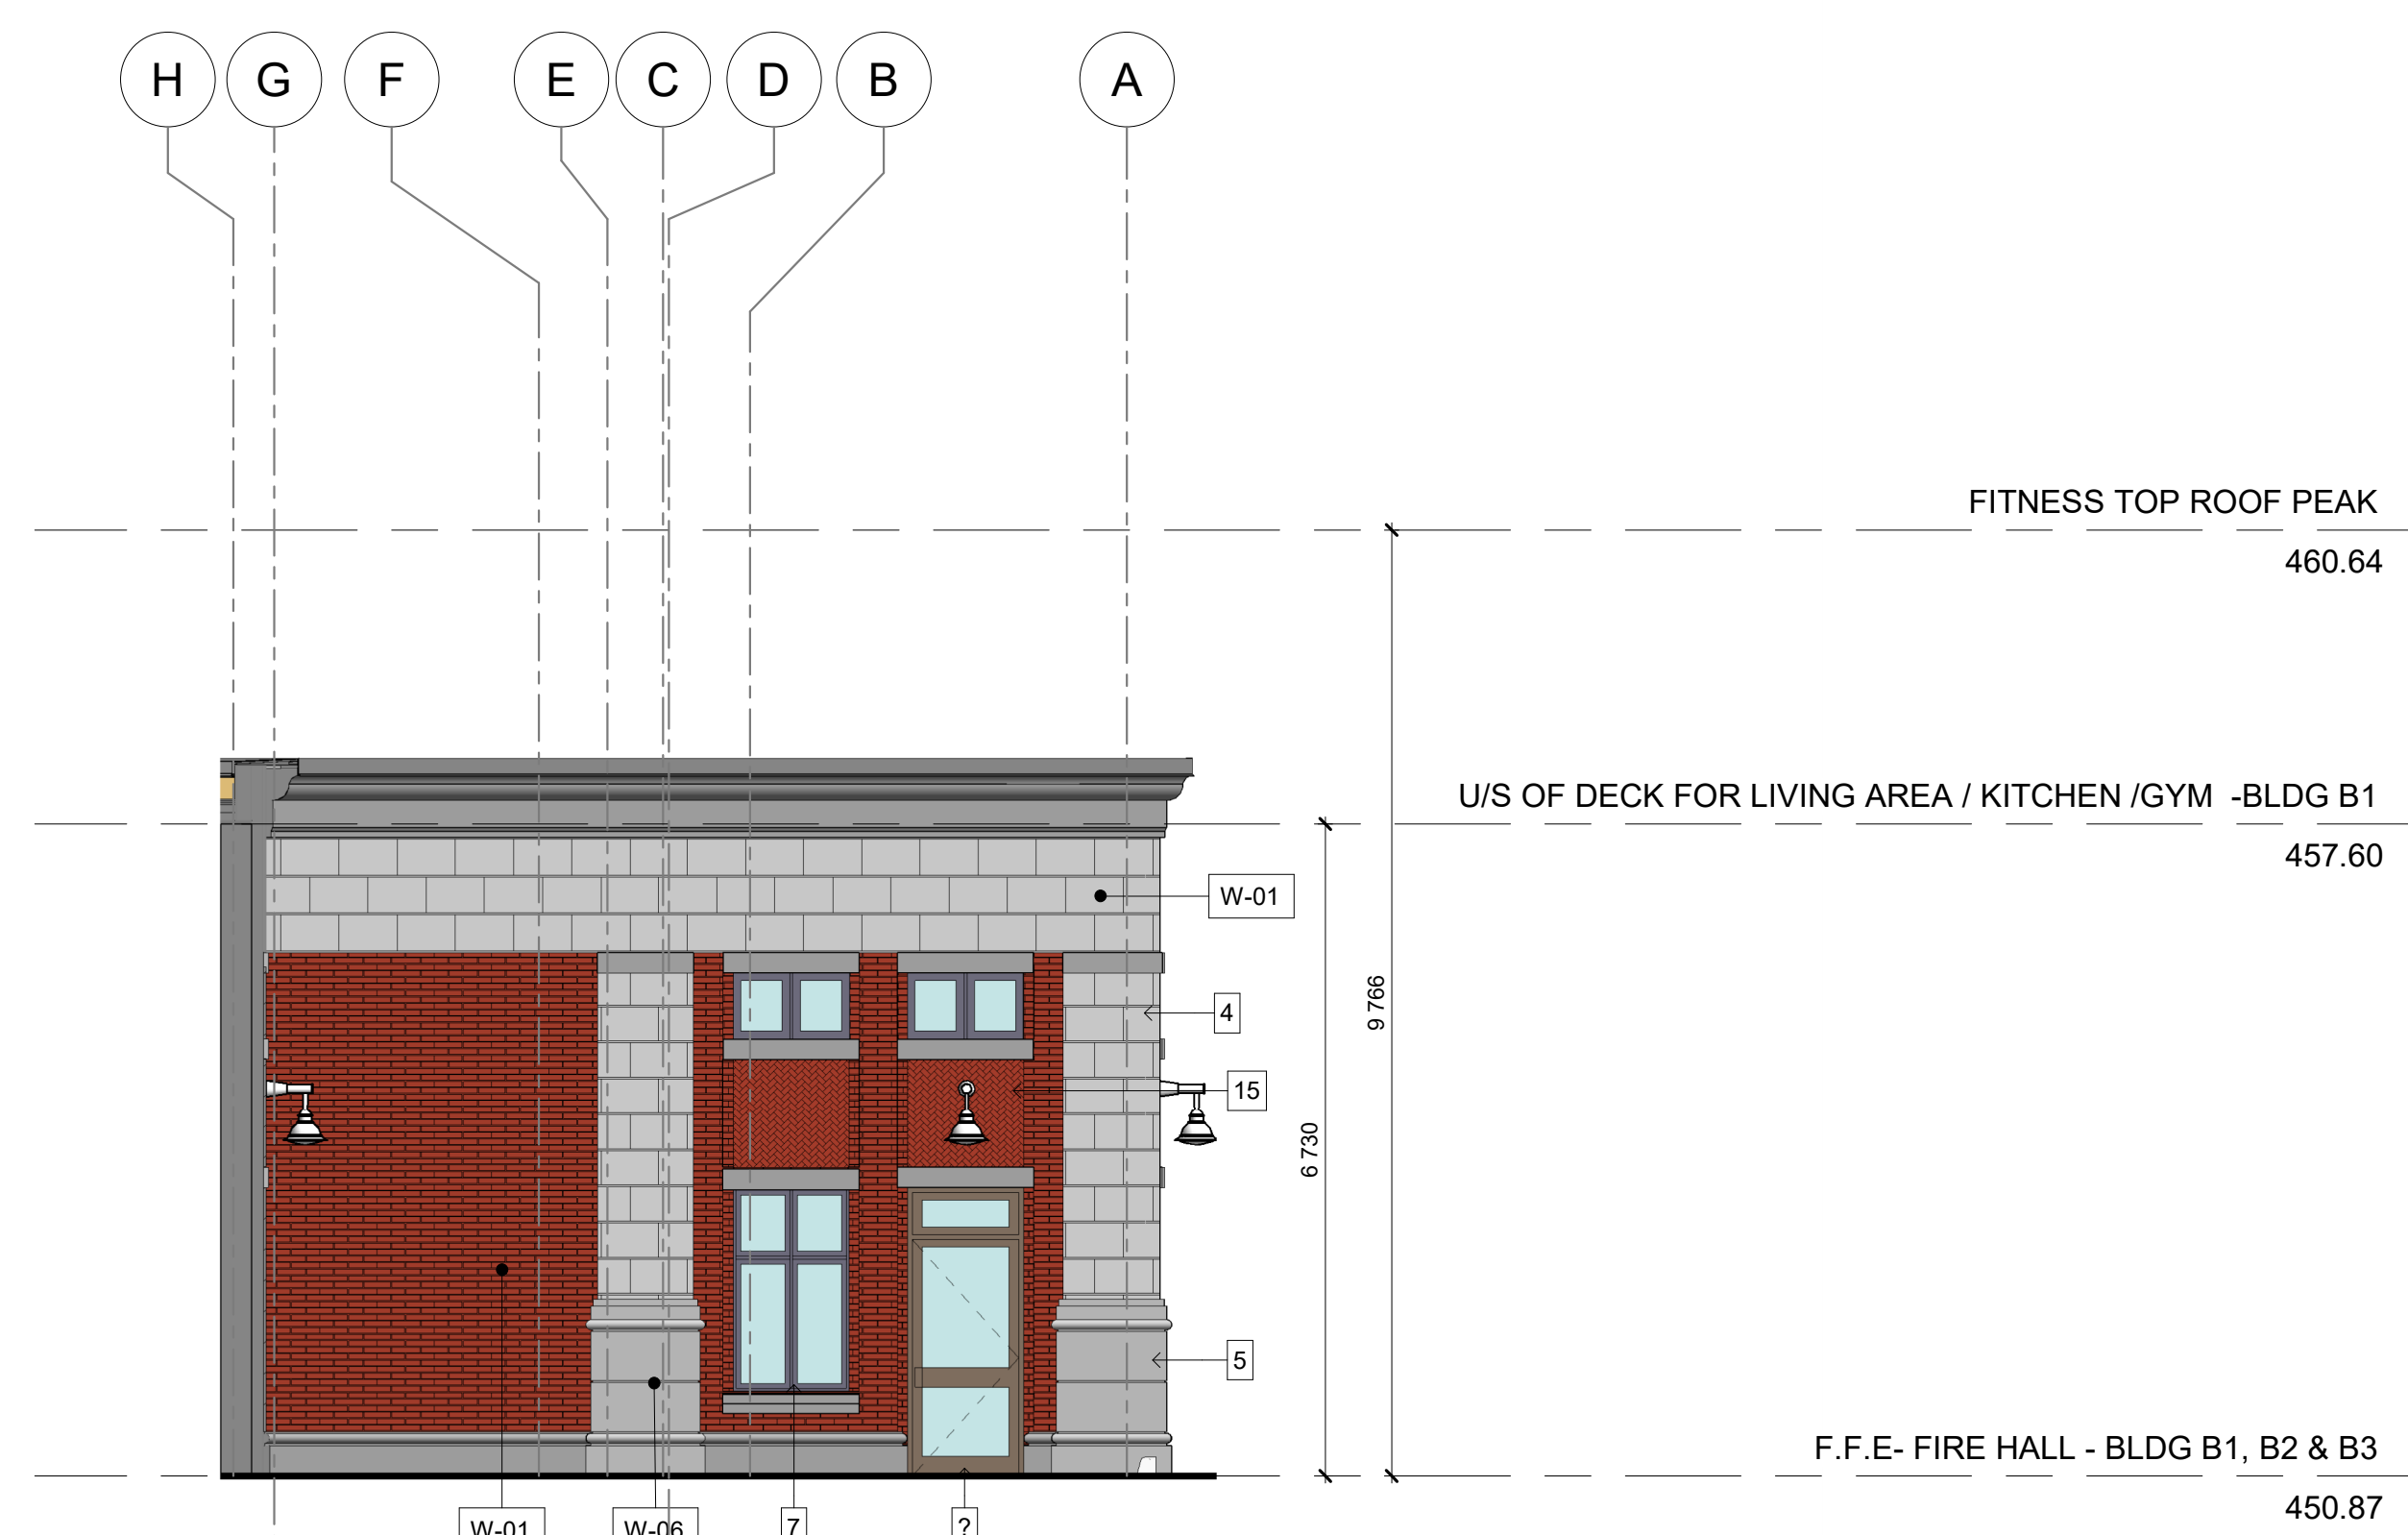 H G F E C D B A
FITNESS TOP ROOF PEAK
460.64
U/S OF DECK FOR LIVING AREA / KITCHEN /GYM -BLDG B1
457.60
W-01
4
9 766
15
6 730
5
F.F.E- FIRE HALL - BLDG B1, B2 & B3
450.87
W-01 W-06 7 ?